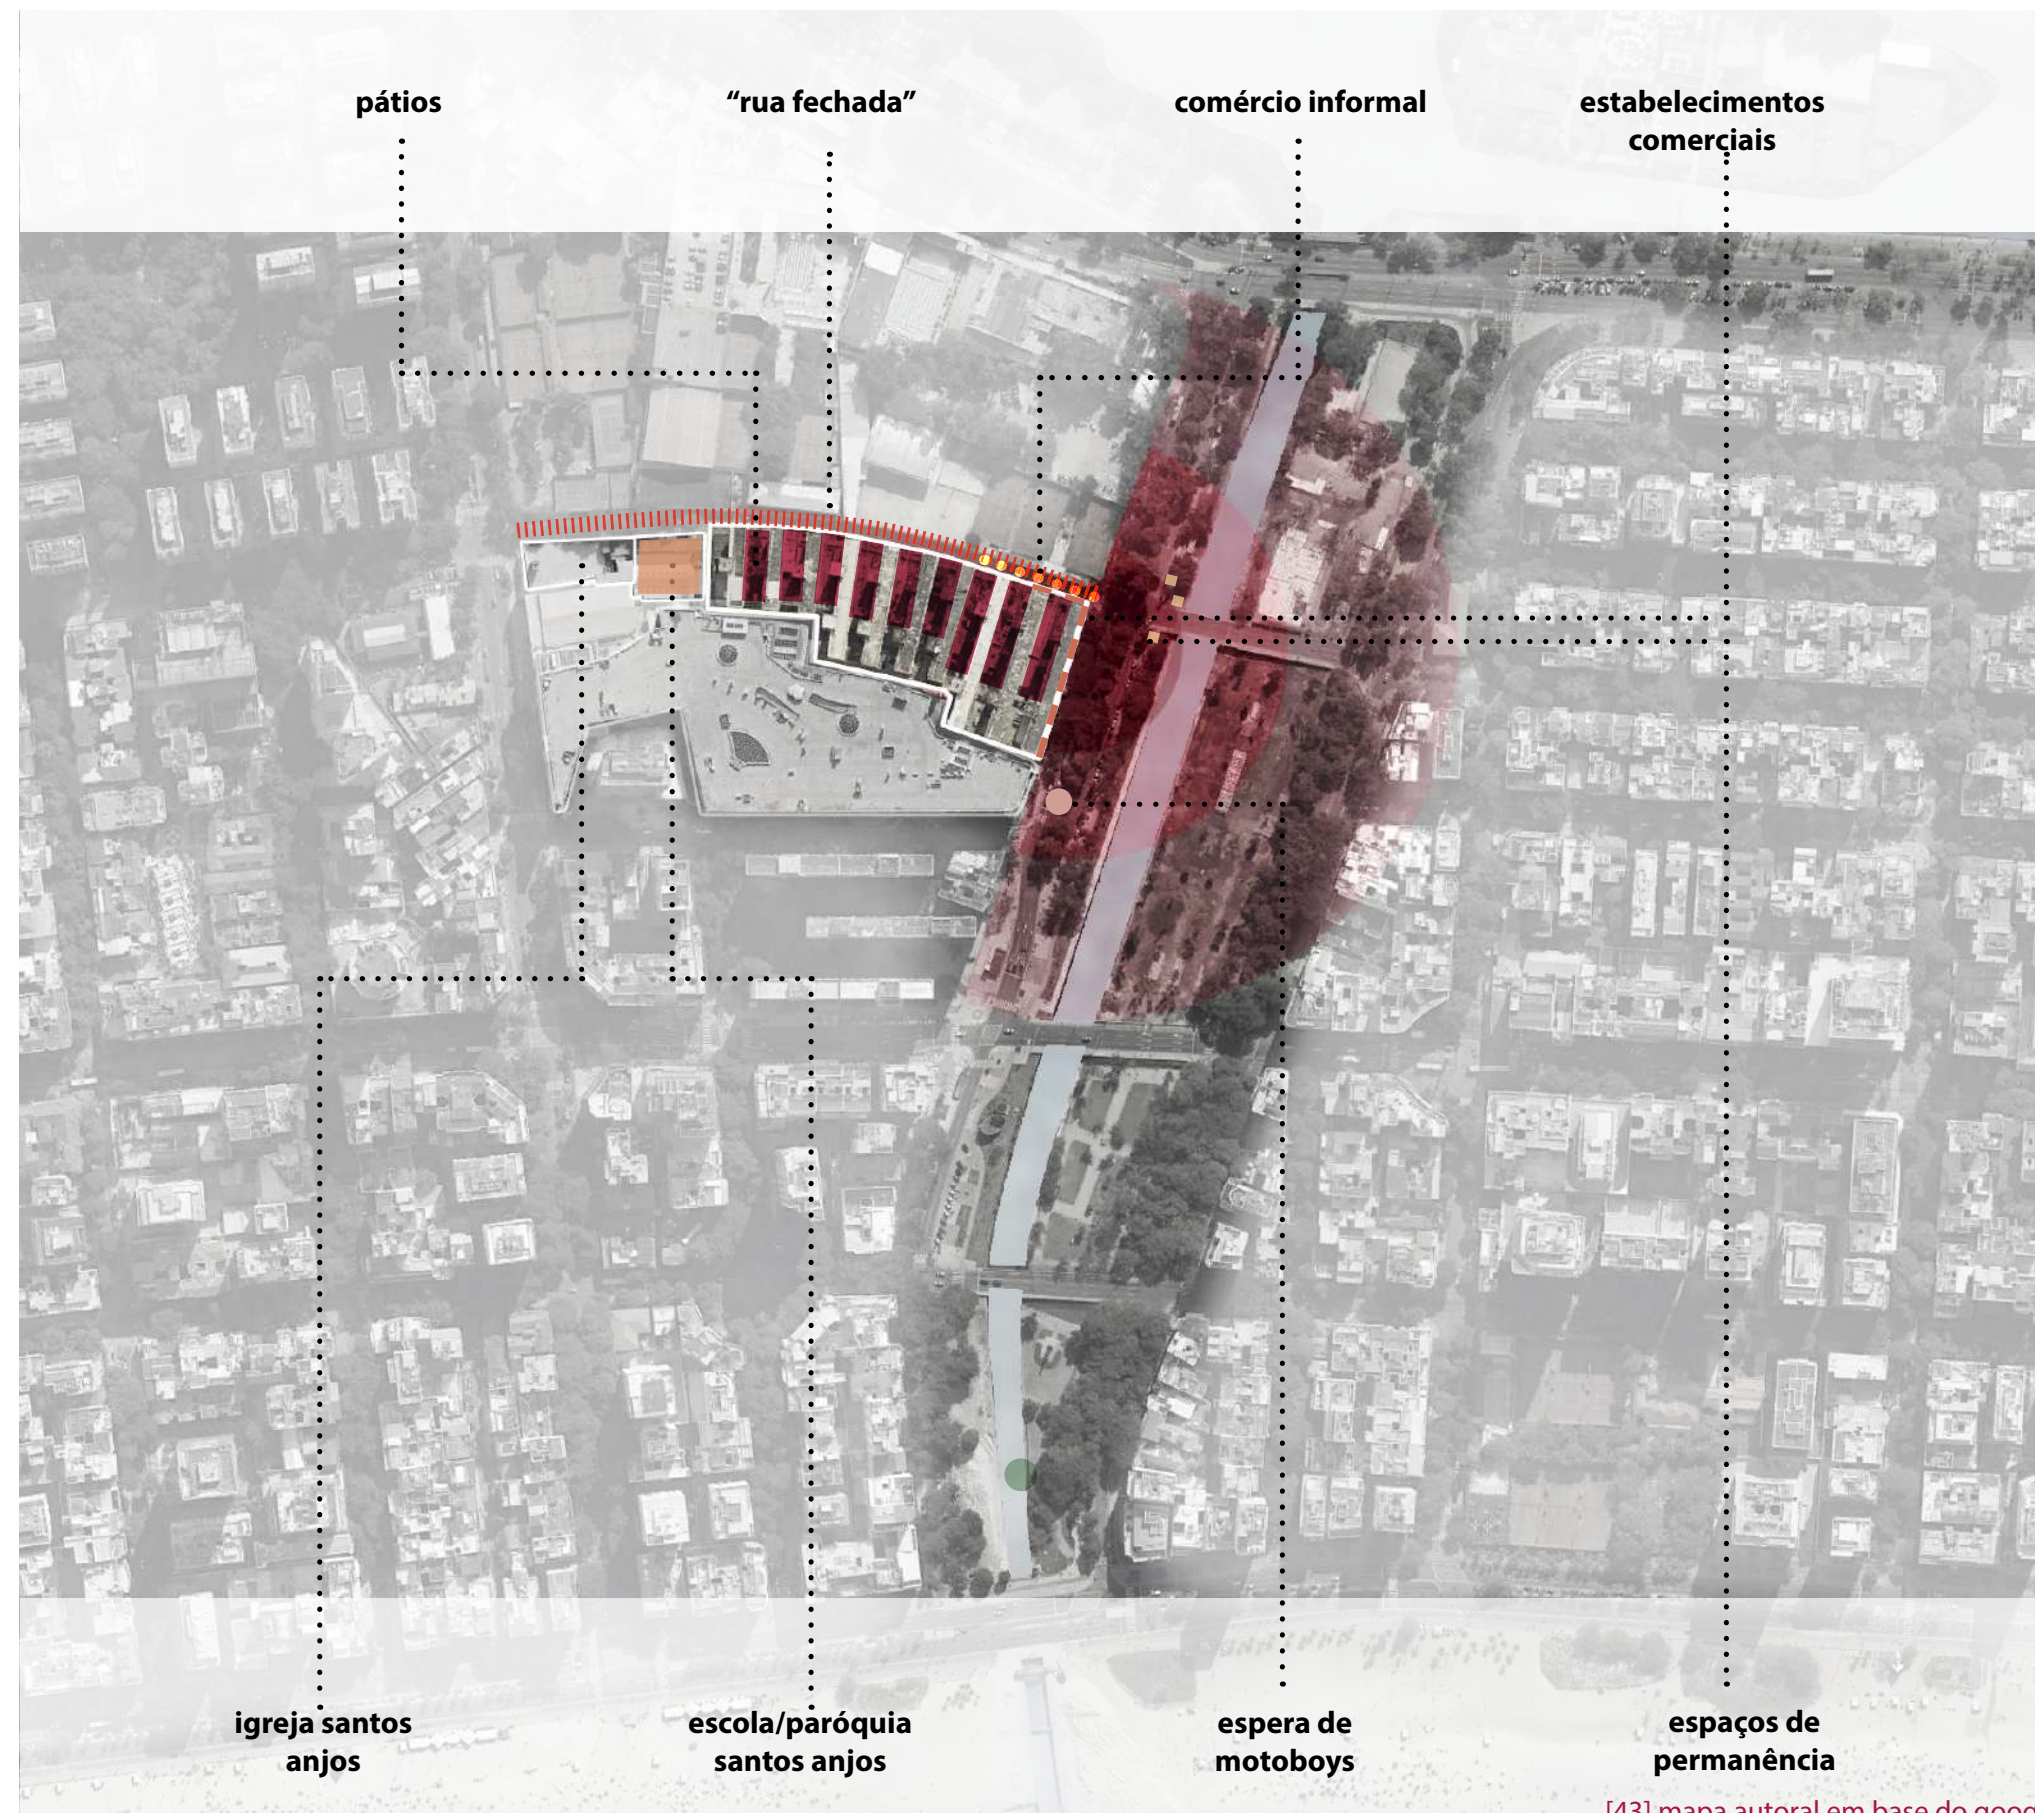 pátios
“rua fechada”
comércio informal
estabelecimentos
comerciais
igreja santos
anjos
escola/paróquia
santos anjos
espera de
motoboys
espaços de
permanência
[43] mapa autoral em base do goog